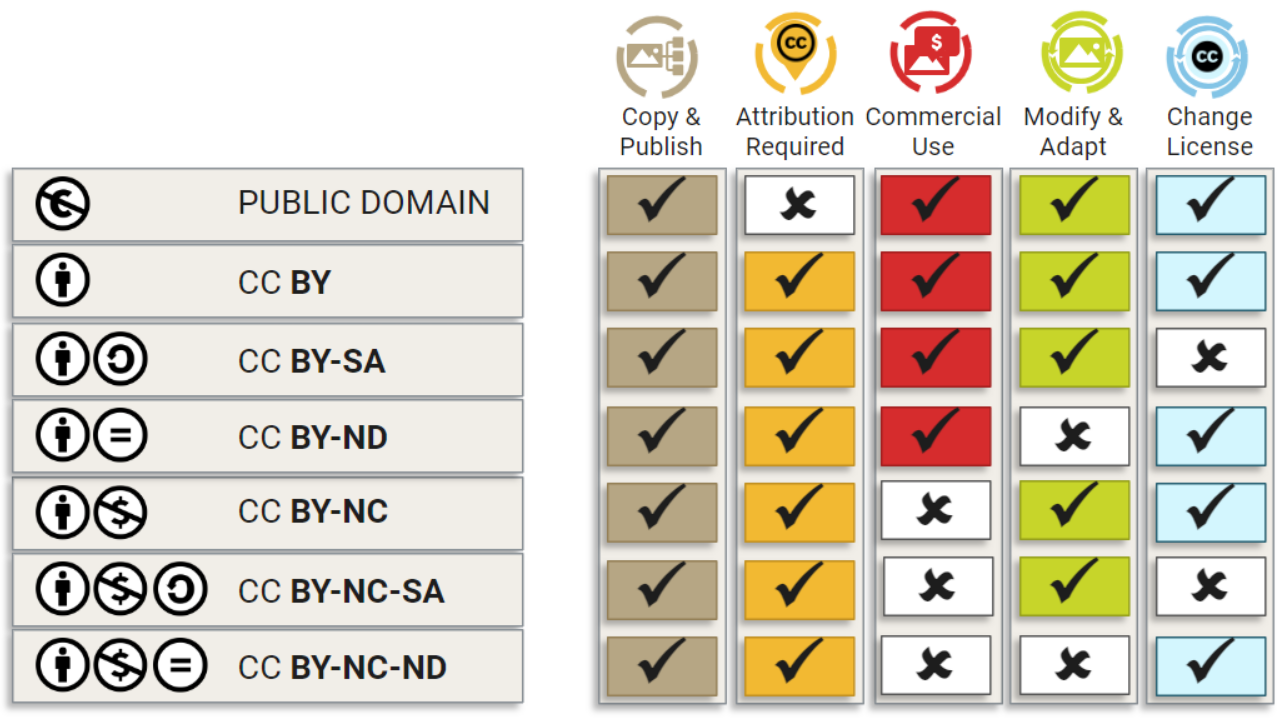 Copy &
Publish
Attribution
Required
Commercial
Use
Modify &
Adapt
Change
License
PUBLIC DOMAIN
CC BY
CC BY-SA
CC BY-ND
CC BY-NC
CC BY-NC-SA
CC BY-NC-ND